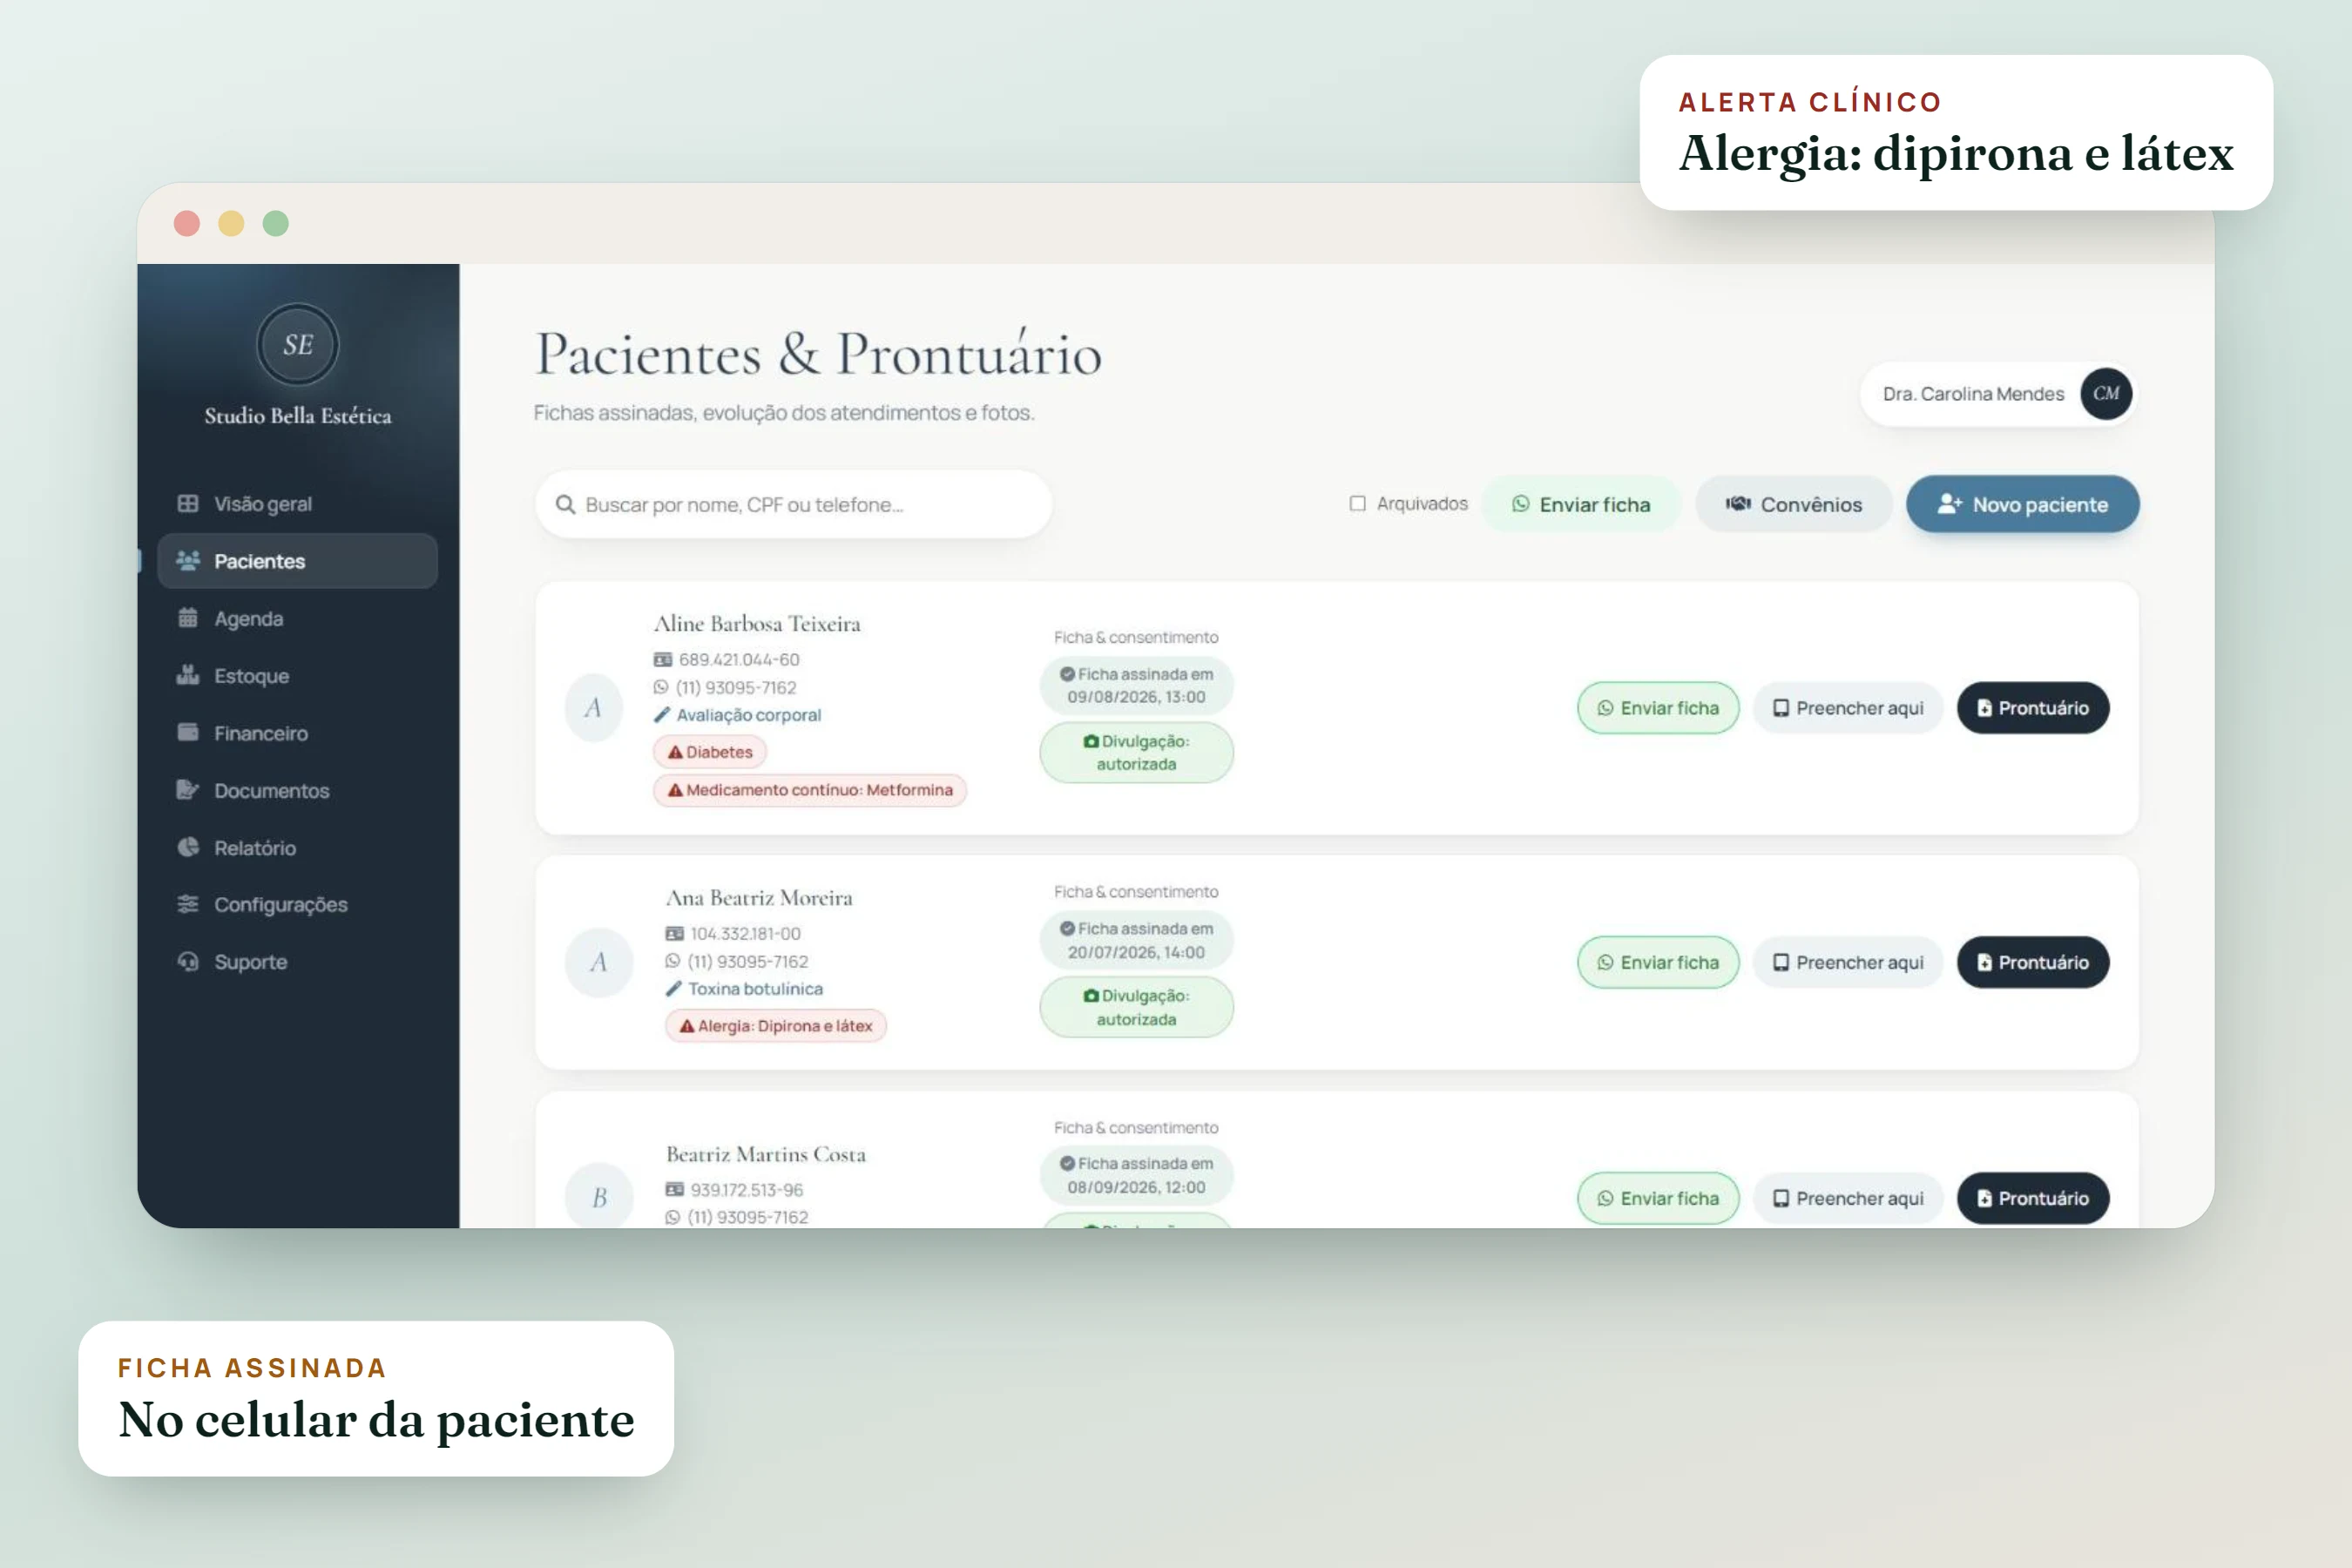 ALERTA CLÍNICO
Alergia: dipirona e látex
SE
Studio Bella Estética
Visão geral
Pacientes
Agenda
Estoque
Financeiro
Documentos
Relatório
Configurações
Suporte
Pacientes & Prontuário
Fichas assinadas, evolução dos atendimentos e fotos.
Dra. Carolina Mendes
CM
Buscar por nome, CPF ou telefone...
Arquivados
Enviar ficha
Convênios
Novo paciente
A
Aline Barbosa Teixeira
689.421.044-60
(11) 93095-7162
Avaliação corporal
Diabetes
Medicamento contínuo: Metformina
Ficha & consentimento
Ficha assinada em
09/08/2026, 13:00
Divulgação:
autorizada
Enviar ficha
Preencher aqui
Prontuário
A
Ana Beatriz Moreira
104.332.181-00
(11) 93095-7162
Toxina botulínica
Alergia: Dipirona e látex
Ficha & consentimento
Ficha assinada em
20/07/2026, 14:00
Divulgação:
autorizada
Enviar ficha
Preencher aqui
Prontuário
B
Beatriz Martins Costa
939.172.513-96
(11) 93095-7162
Ficha & consentimento
Ficha assinada em
08/09/2026, 12:00
Enviar ficha
Preencher aqui
Prontuário
FICHA ASSINADA
No celular da paciente